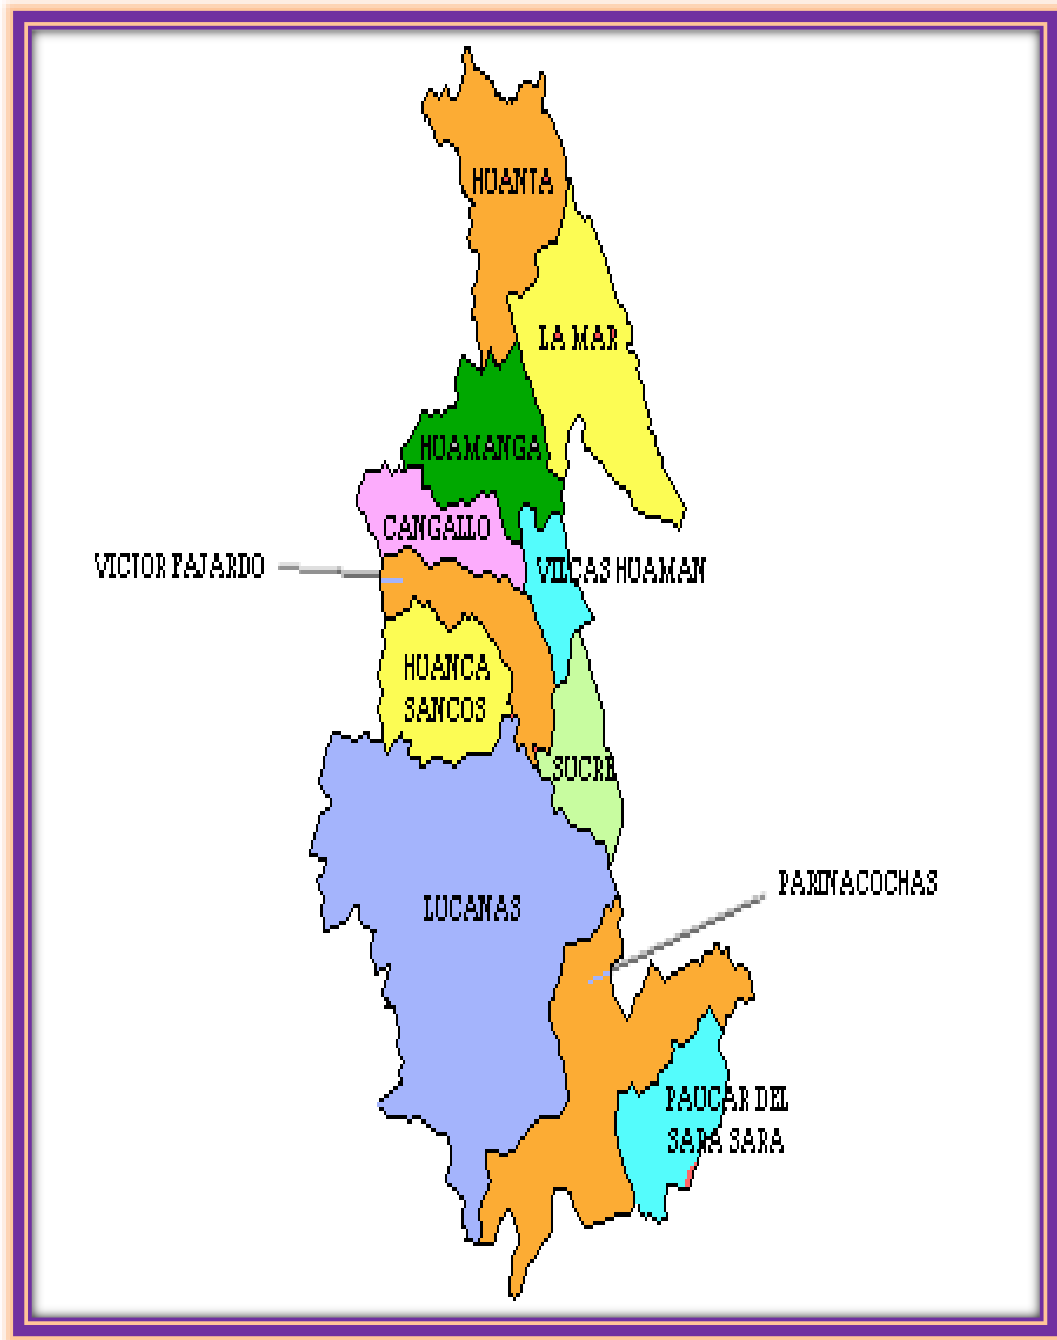 HUANTA
LA MAR
HUAMANGA
CANGALLO
VICTOR FAJARDO
VILCAS HUAMAN
HUANCA
SANCOS
SUCRE
PARINACOCHAS
LUCANAS
PAUCAR DEL
SARA SARA